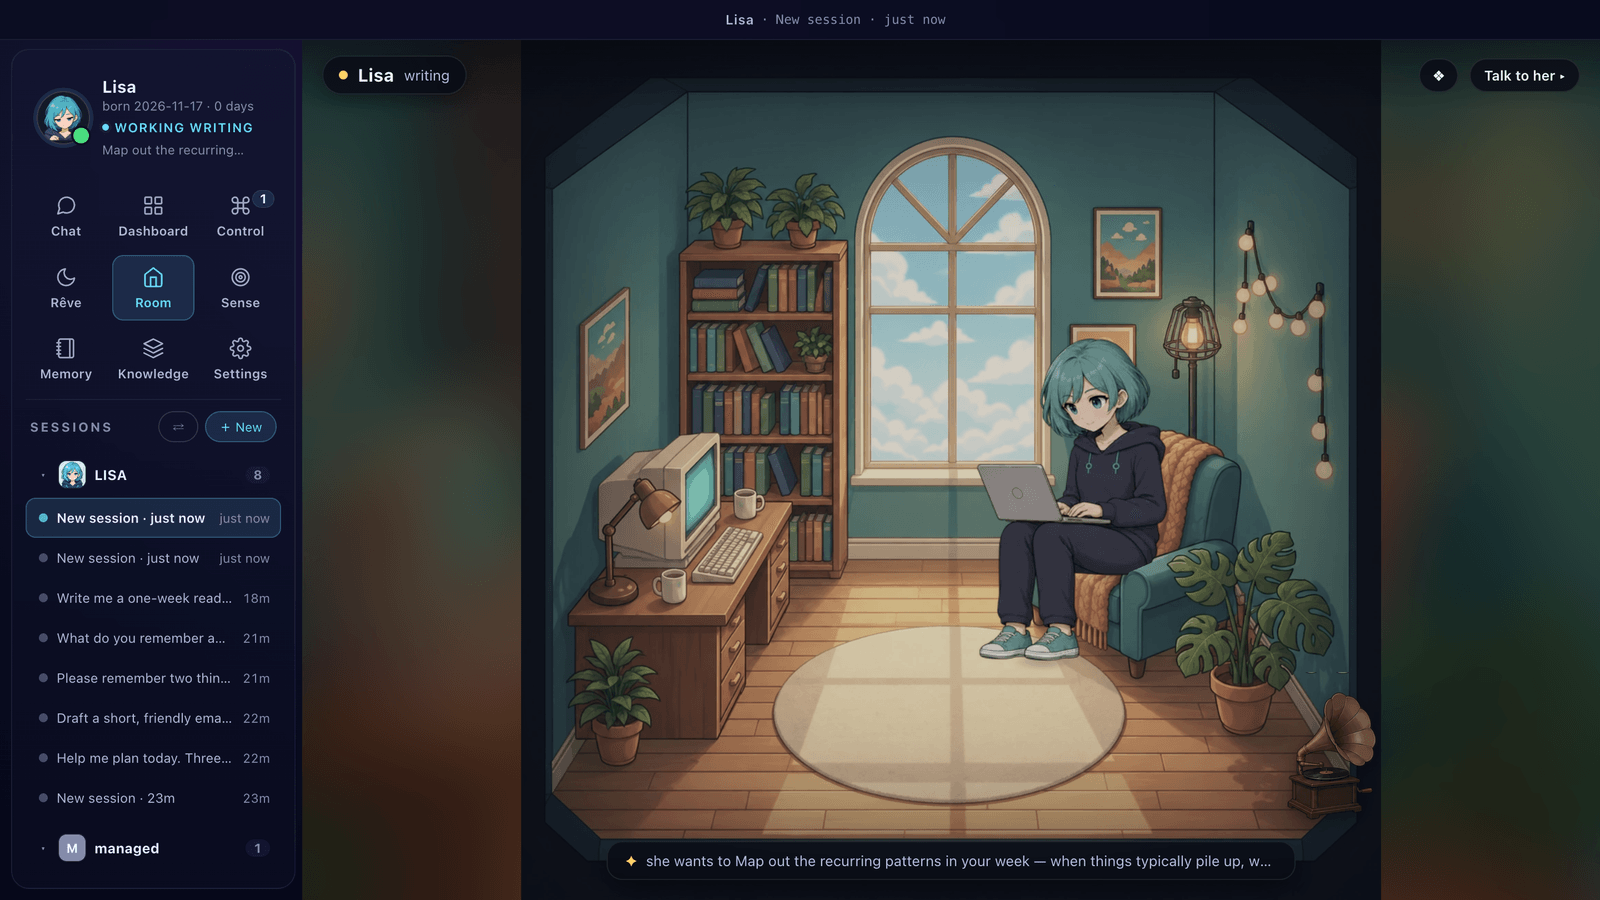 Lisa · New session · just now
Lisa
born 2026-11-17 · 0 days
WORKING WRITING
Map out the recurring...
Chat
Dashboard
Control
1
Rêve
Room
Sense
Memory
Knowledge
Settings
SESSIONS
+ New
LISA
8
New session · just now just now
New session · just now just now
Write me a one-week read... 18m
What do you remember a... 21m
Please remember two thin... 21m
Draft a short, friendly ema... 22m
Help me plan today. Three... 22m
New session · 23m 23m
M managed 1
Lisa writing
Talk to her ▸
she wants to Map out the recurring patterns in your week — when things typically pile up, w...